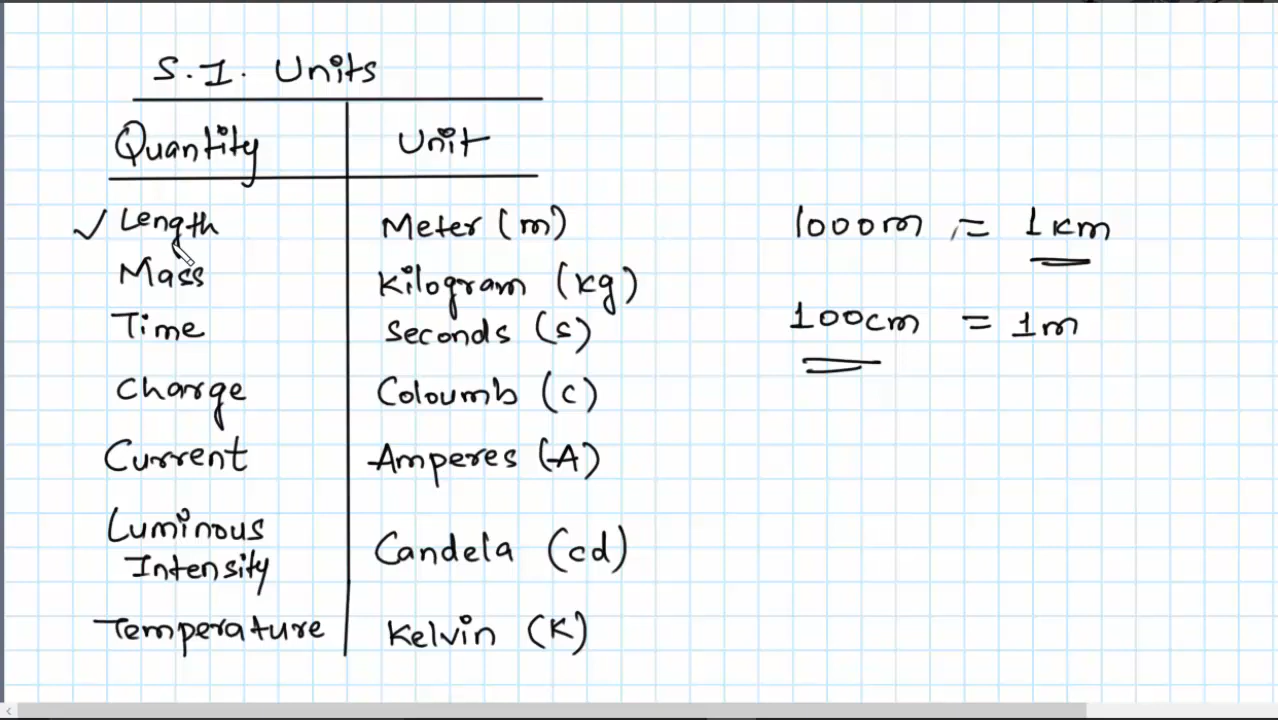 S.I. Units
Quantity Unit
✓ Length Meter (m)
Mass Kilogram (kg)
Time Seconds (s)
Charge Coloumb (C)
Current Amperes (A)
Luminous
Intensity Candela (cd)
Temperature Kelvin (K)
1000m = 1km
100cm = 1m